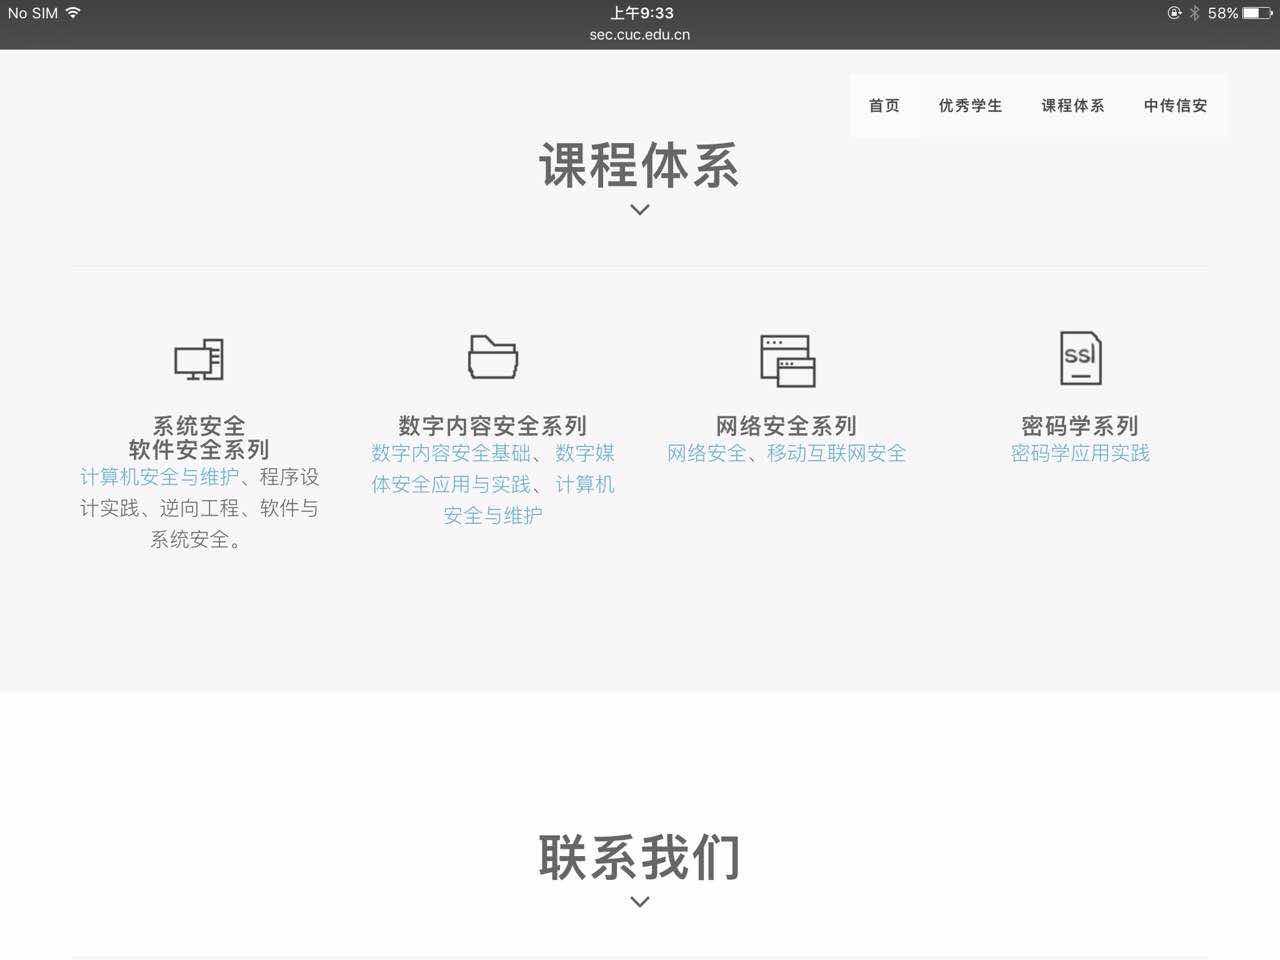 No SIM 上午9:33 58%
sec.cuc.edu.cn
首页 优秀学生 课程体系 中传信安
课程体系
ssl
系统安全
软件安全系列
计算机安全与维护、程序设
计实践、逆向工程、软件与
系统安全。
数字内容安全系列
数字内容安全基础、 数字媒
体安全应用与实践、 计算机
安全与维护
网络安全系列
网络安全、移动互联网安全
密码学系列
密码学应用实践
联系我们